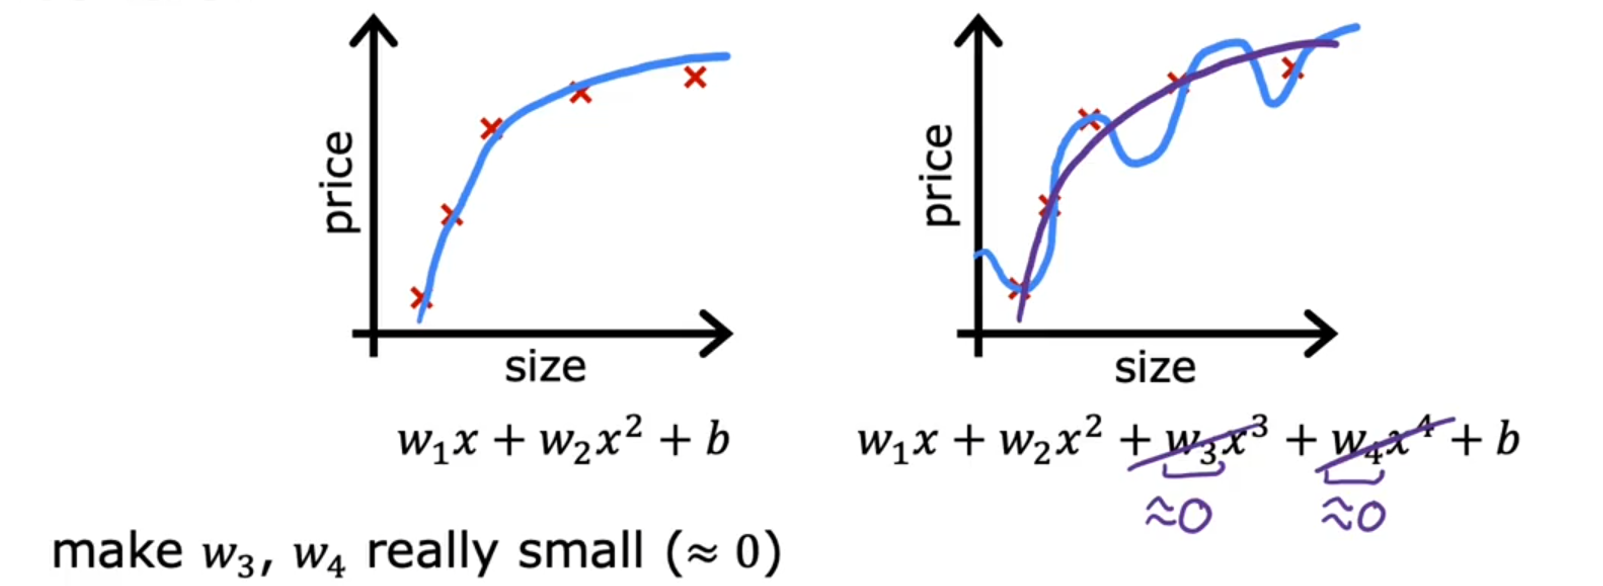 price
size
price
size
w₁x + w₂x² + b
w₁x + w₂x² + w₃x³ + w₄x⁴ + b
≈0
≈0
make w₃, w₄ really small (≈ 0)